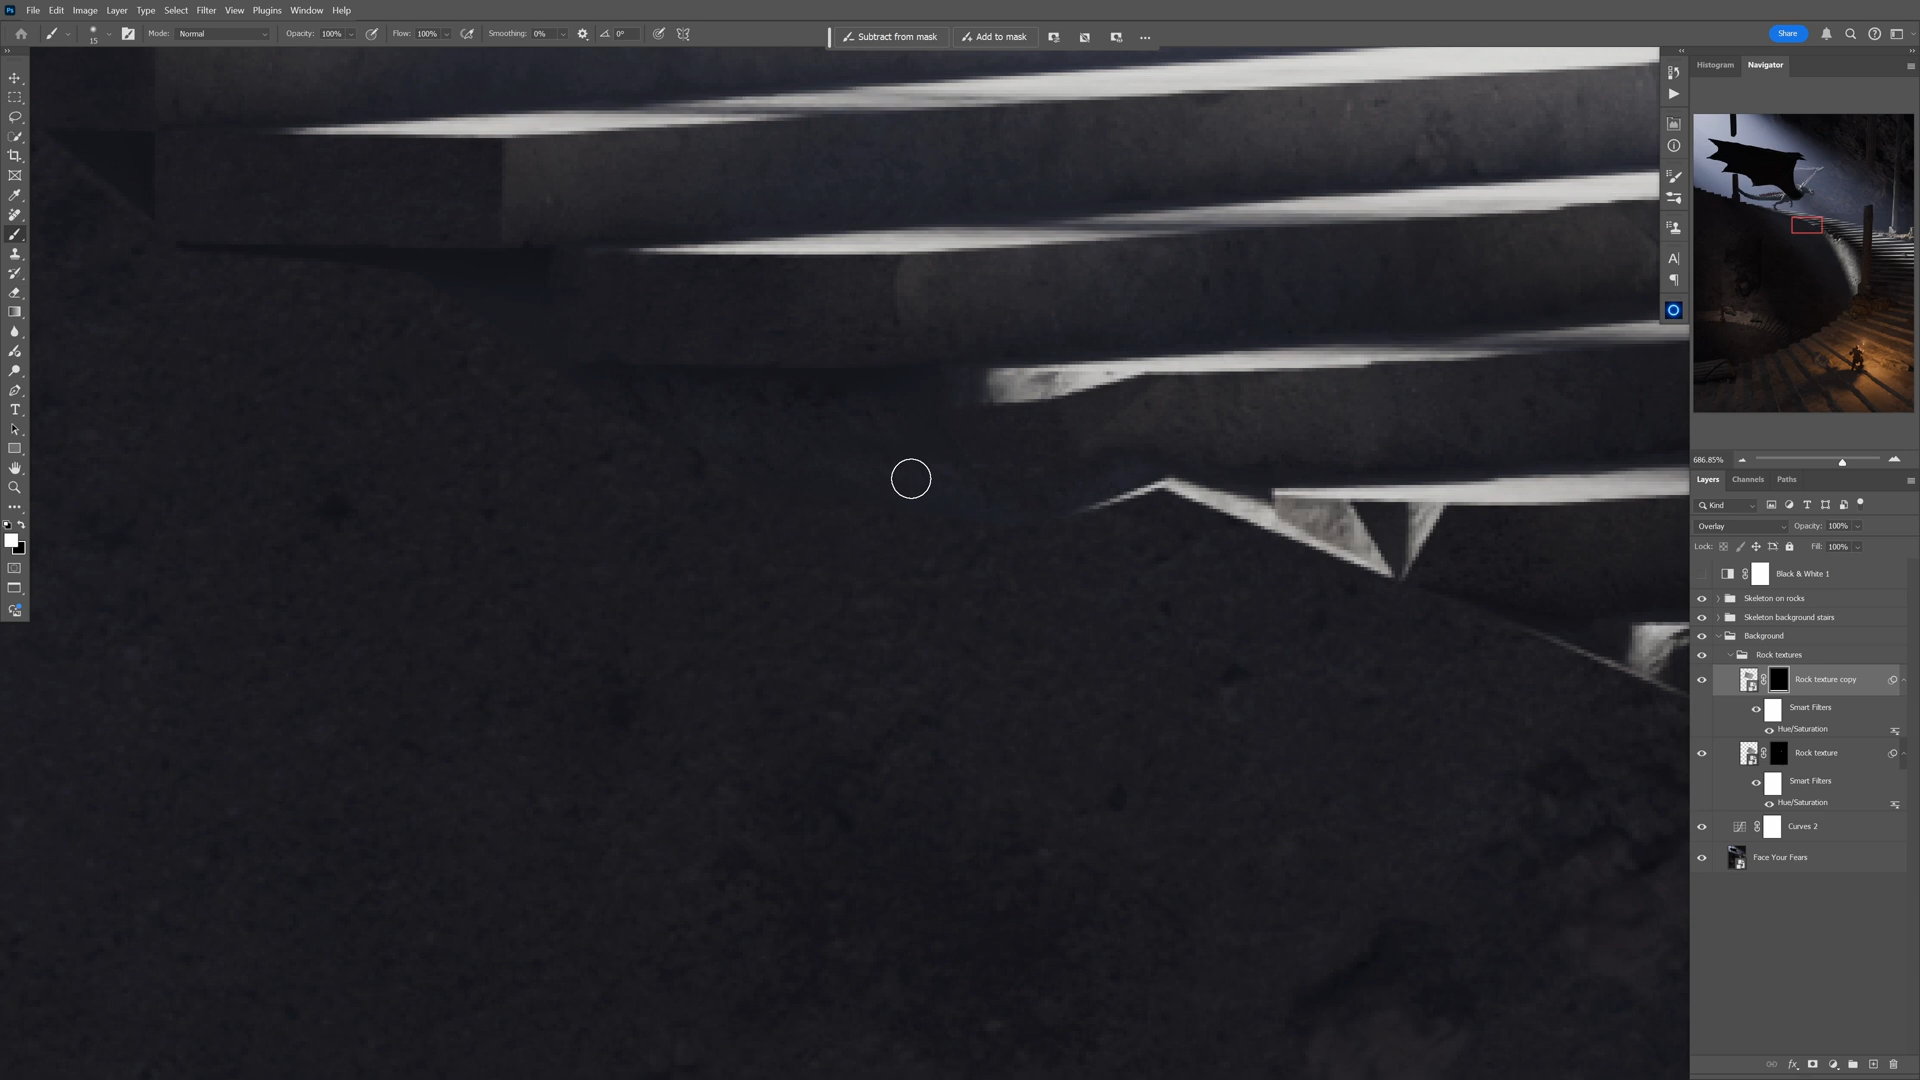 Ps File Edit Image Layer Type Select Filter View Plugins Window Help
15 Mode: Normal Opacity: 100% Flow: 100% Smoothing: 0% 0° Subtract from mask Add to mask Share
Histogram Navigator
686.85%
Layers Channels Paths
Kind
Overlay Opacity: 100%
Lock: Fill: 100%
Black & White 1
Skeleton on rocks
Skeleton background stairs
Background
Rock textures
Rock texture copy
Smart Filters
Hue/Saturation
Rock texture
Smart Filters
Hue/Saturation
Curves 2
Face Your Fears